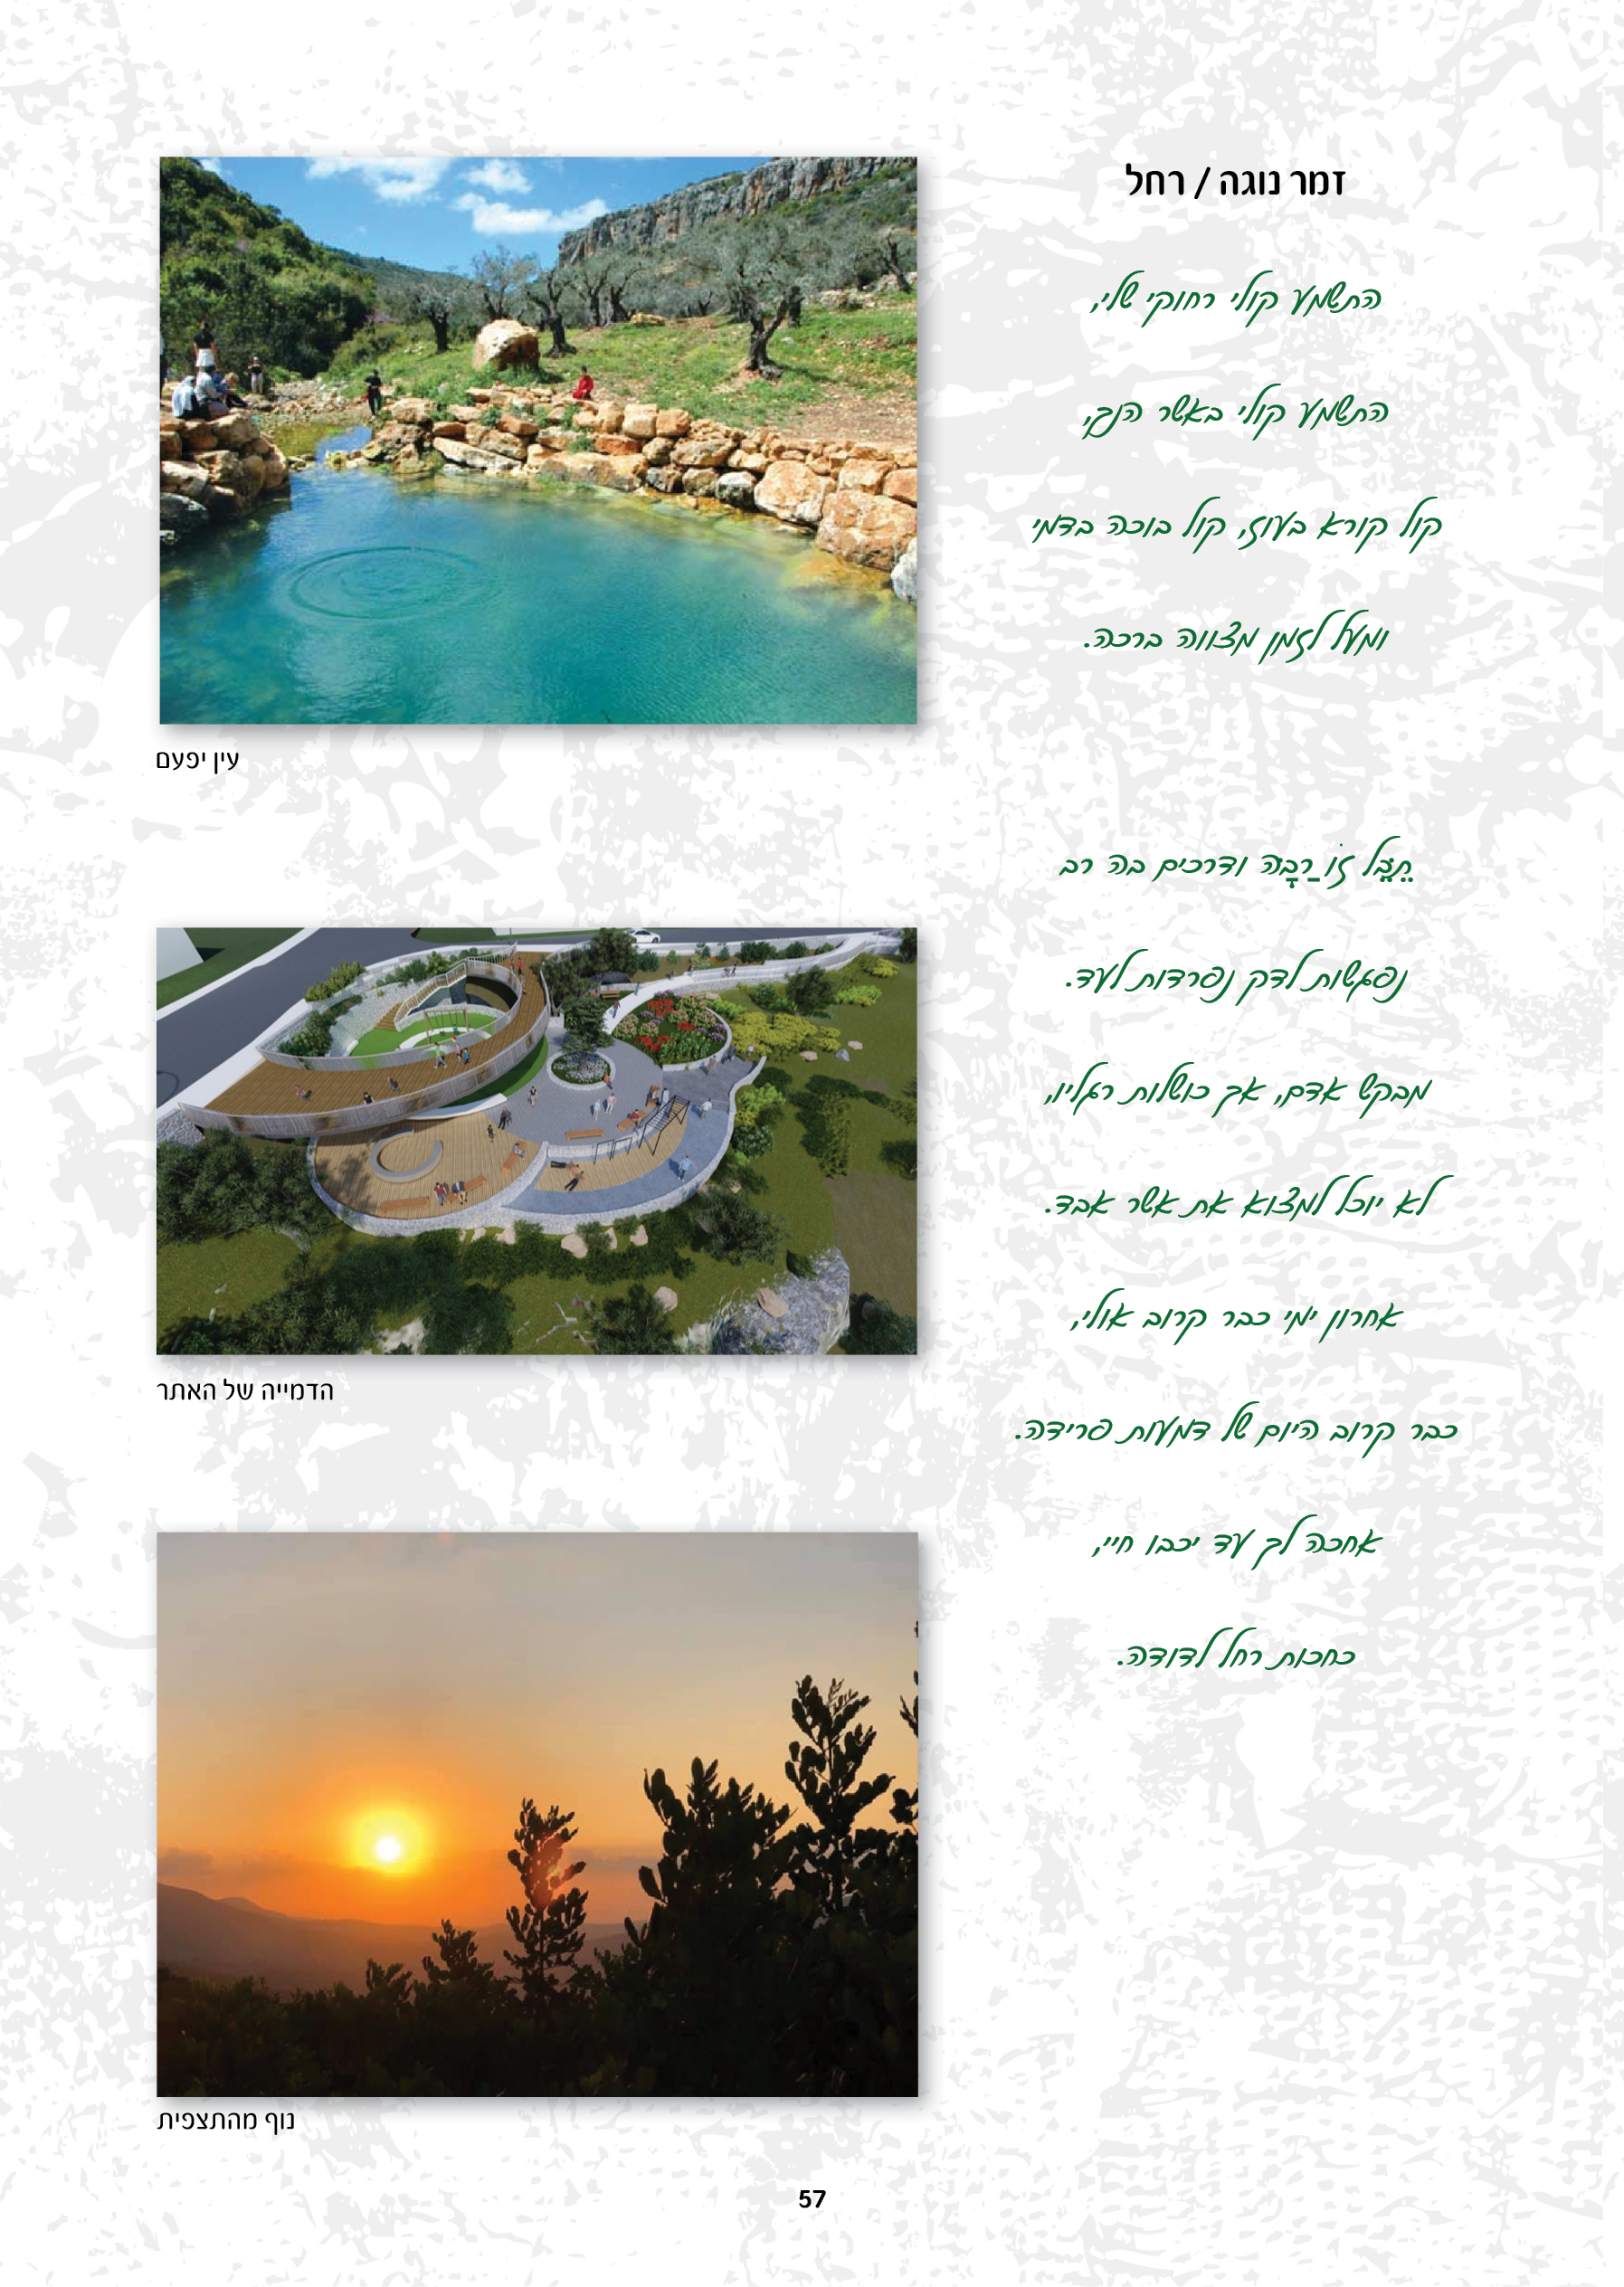 זמר נוגה / רחל
התשמע קולי רחוקי שלי,
התשמע קולי באשר הנך,
קול קורא בעוז, קול בוכה בדמי
ומעל לזמן מצווה ברכה.
תֵּבֵל זוֹ רַבָּה ודרכים בה רב
נפגשות לדק נפרדות לעד.
מבקש אדם, אך כושלות רגליו,
לא יוכל למצוא את אשר אבד.
אחרון ימי כבר קרוב אולי,
כבר קרוב היום של דמעות פרידה.
אחכה לך עד יכבו חיי,
כחכות רחל לדודה.
עין יפעם
הדמייה של האתר
נוף מהתצפית
57